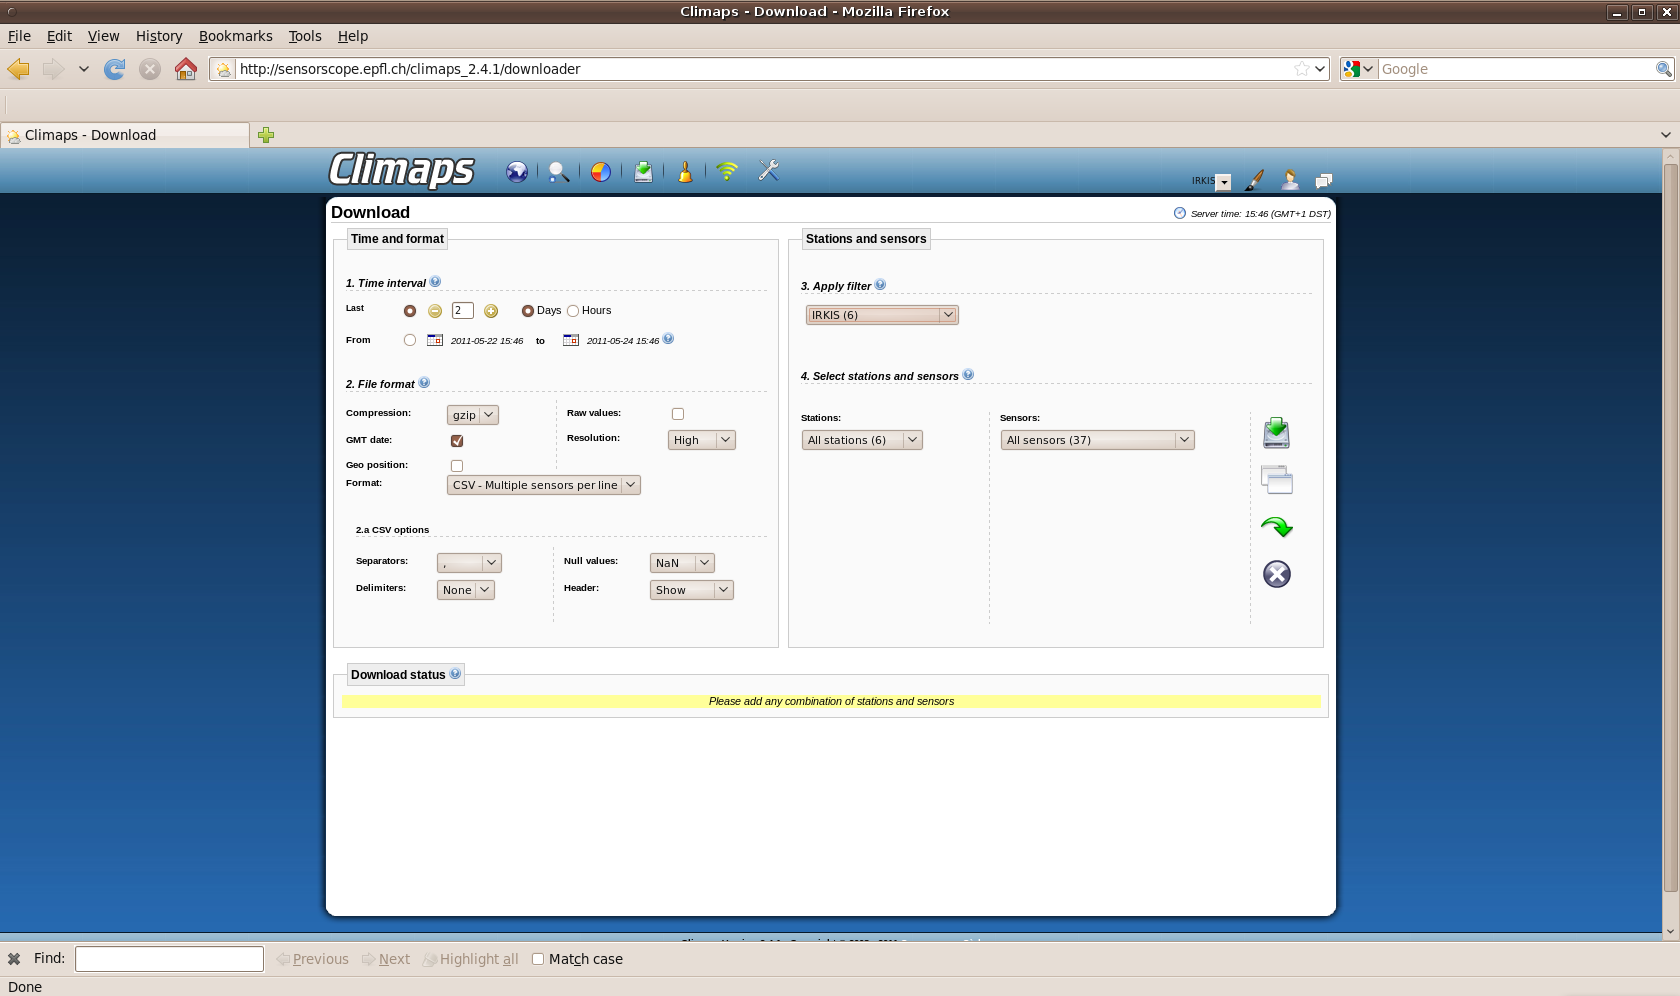 Climaps - Download - Mozilla Firefox
File Edit View History Bookmarks Tools Help
http://sensorscope.epfl.ch/climaps_2.4.1/downloader
Google
Climaps - Download
Climaps
IRKIS
Download
Server time: 15:46 (GMT+1 DST)
Time and format
1. Time interval
Last 2 Days Hours
From 2011-05-22 15:46 to 2011-05-24 15:46
2. File format
Compression: gzip Raw values:
GMT date: Resolution: High
Geo position:
Format: CSV - Multiple sensors per line
2.a CSV options
Separators: , Null values: NaN
Delimiters: None Header: Show
Stations and sensors
3. Apply filter
IRKIS (6)
4. Select stations and sensors
Stations: Sensors:
All stations (6) All sensors (37)
Download status
Please add any combination of stations and sensors
Find: Previous Next Highlight all Match case
Done